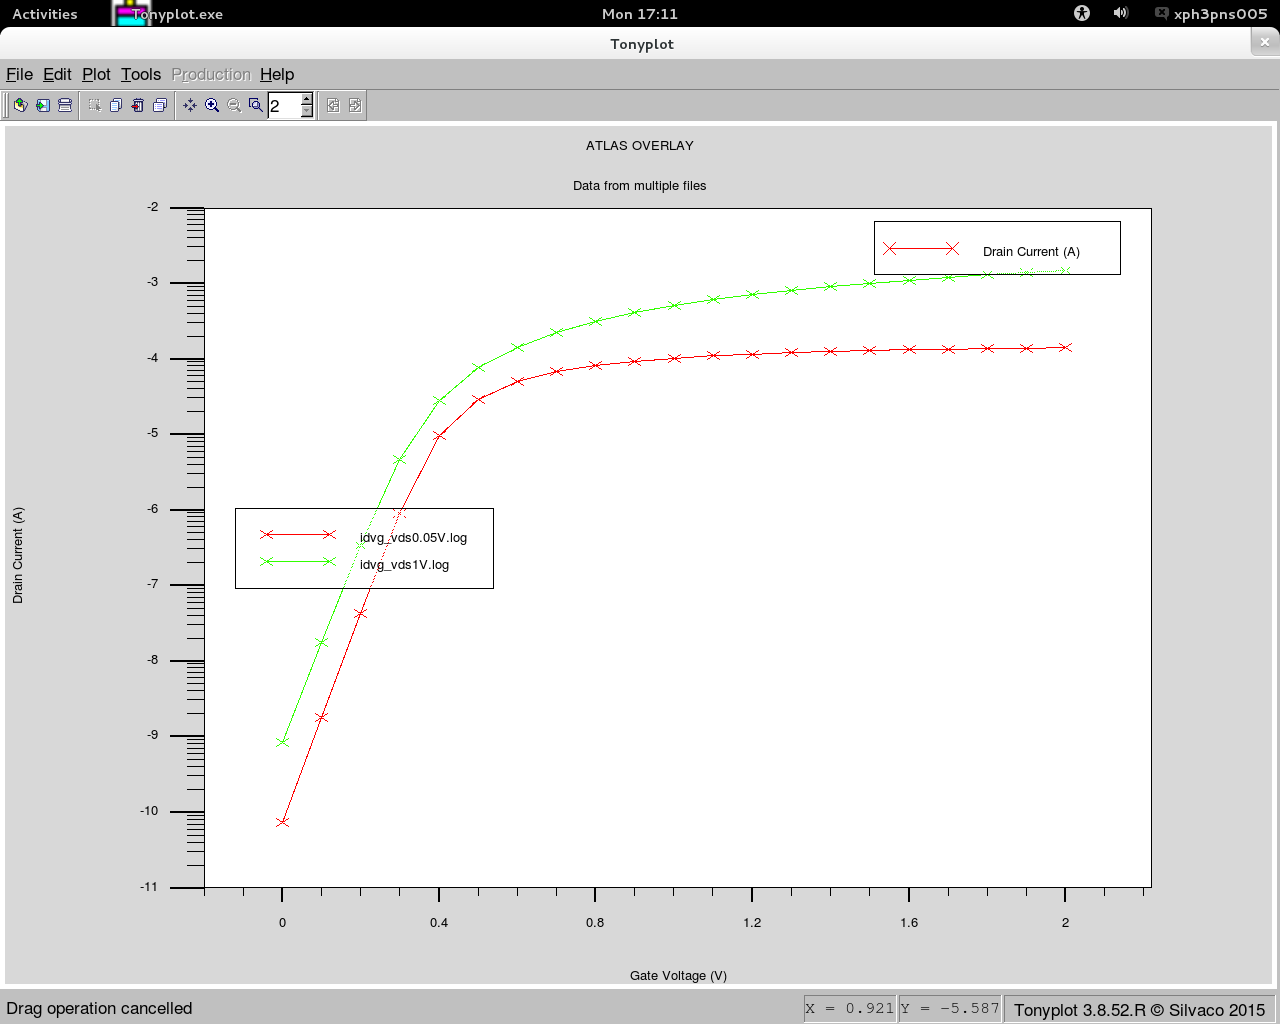 Activities Tonyplot.exe Mon 17:11 xph3pns005
Tonyplot
File Edit Plot Tools Production Help
2
ATLAS OVERLAY
Data from multiple files
-2
Drain Current (A)
-3
-4
-5
-6
idvg_vds0.05V.log
idvg_vds1V.log
-7
-8
-9
-10
-11
Drain Current (A)
0 0.4 0.8 1.2 1.6 2
Gate Voltage (V)
Drag operation cancelled X = 0.921 Y = -5.587 Tonyplot 3.8.52.R © Silvaco 2015